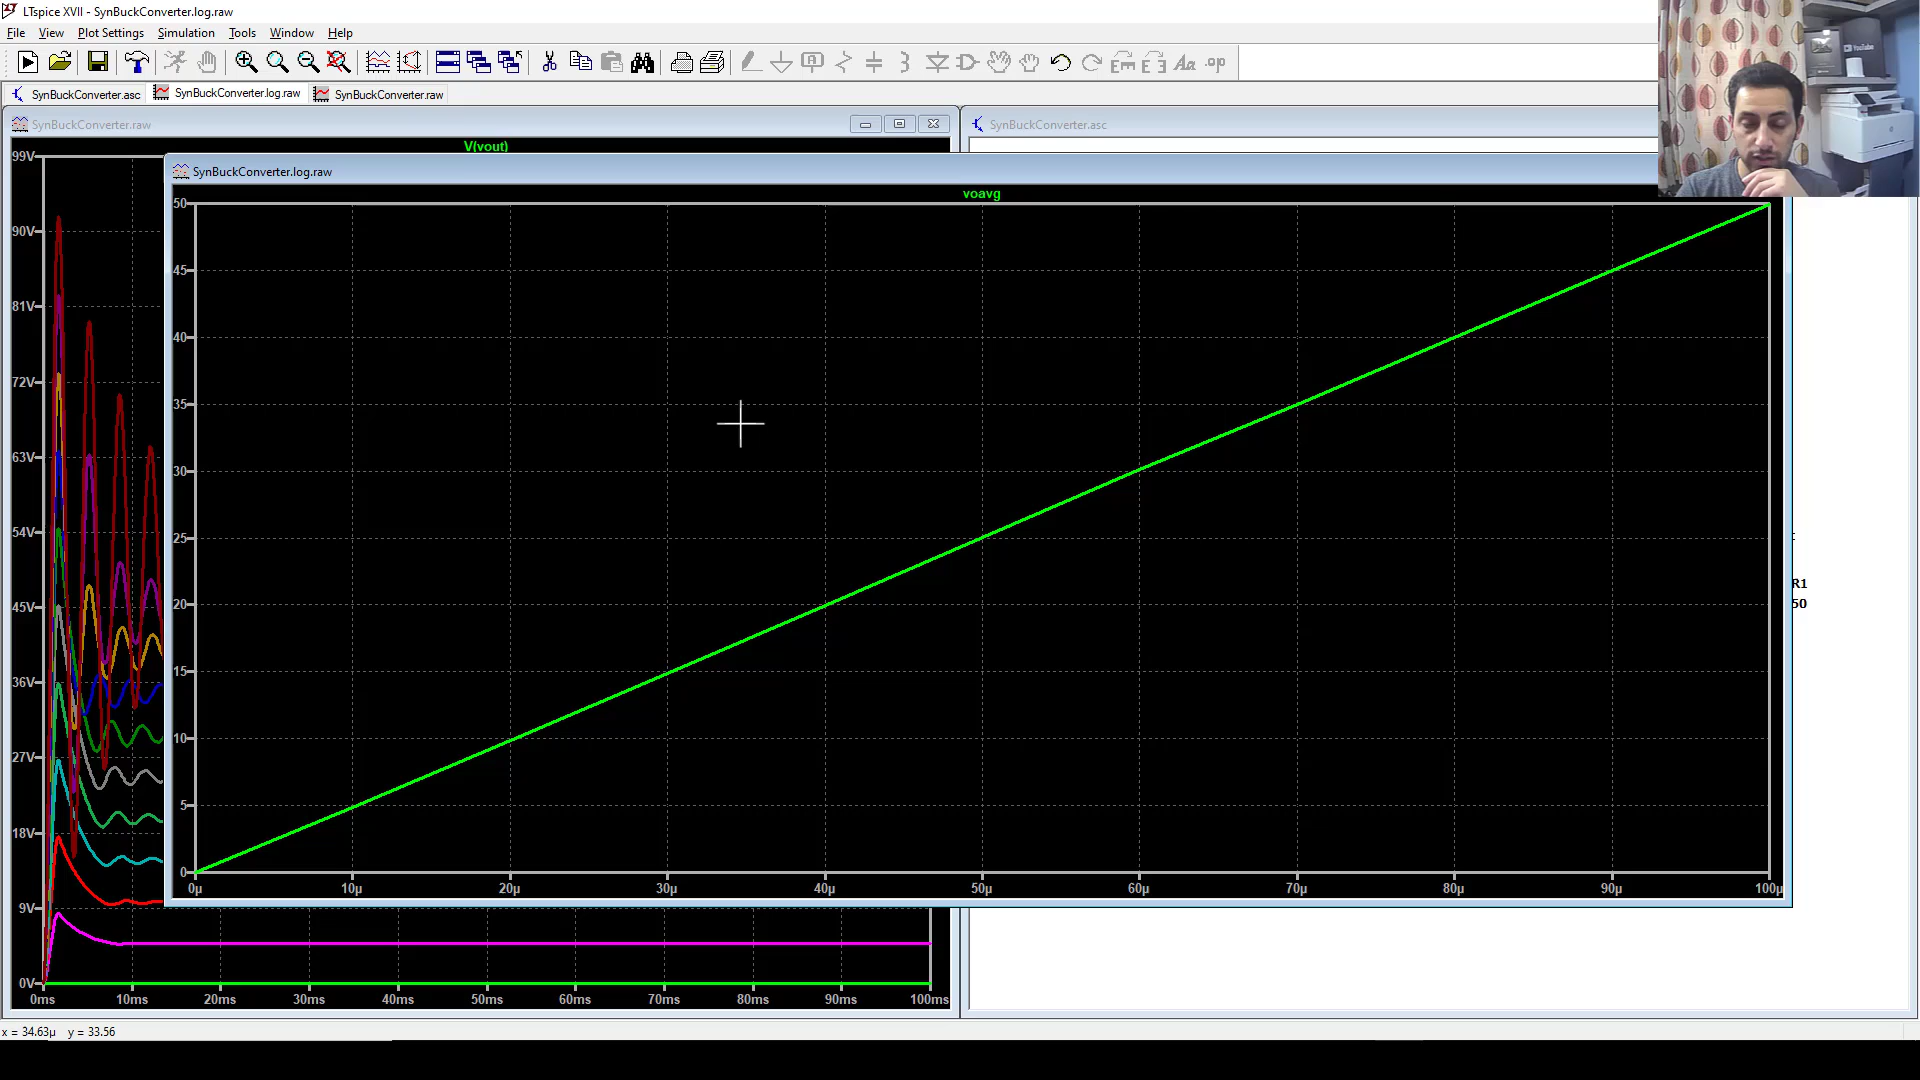 LTspice XVII - SynBuckConverter.log.raw
File View Plot Settings Simulation Tools Window Help
Aa .op
SynBuckConverter.asc SynBuckConverter.log.raw SynBuckConverter.raw
SynBuckConverter.raw
SynBuckConverter.asc
V(vout)
99V
90V
81V
72V
63V
54V
45V
36V
27V
18V
9V
0V
0ms 10ms 20ms 30ms 40ms 50ms 60ms 70ms 80ms 90ms 100ms
SynBuckConverter.log.raw
voavg
50
45
40
35
30
25
20
15
10
5
0
0µ 10µ 20µ 30µ 40µ 50µ 60µ 70µ 80µ 90µ 100µ
R1
50
YouTube
x = 34.63µ y = 33.56